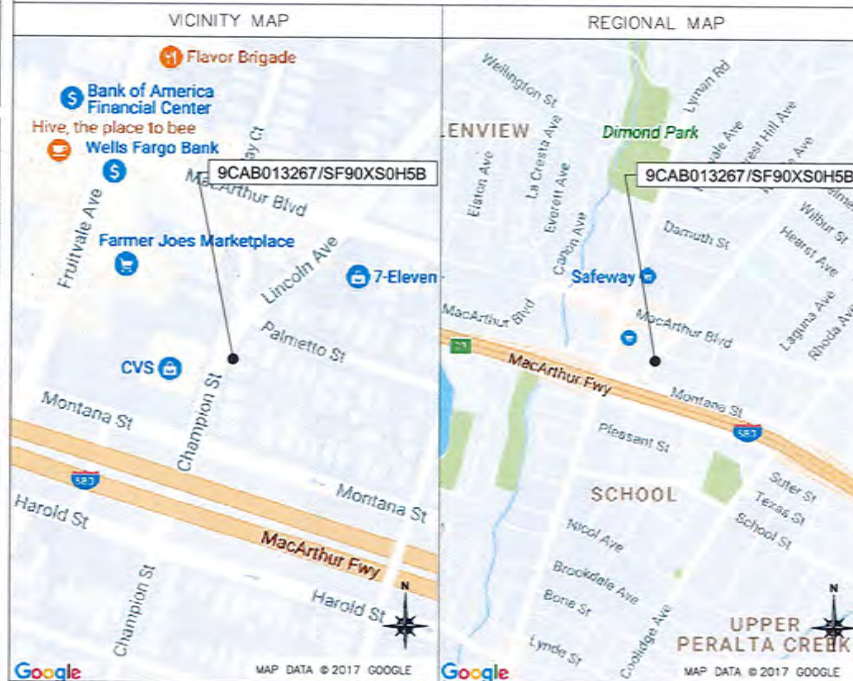 VICINITY MAP
Flavor Brigade
Bank of America
Financial Center
Hive, the place to bee
Wells Fargo Bank
9CAB013267/SF90XS0H5B
MacArthur Blvd
Fruitvale Ave
Farmer Joes Marketplace
Lincoln Ave
7-Eleven
Palmetto St
CVS
Champion St
Montana St
580
Montana St
Harold St
MacArthur Fwy
Champion St
Harold St
N
Google
MAP DATA © 2017 GOOGLE
REGIONAL MAP
Wellington St
Lyman Rd
LENVIEW
Dimond Park
La Cresta Ave
Everett Ave
Elston Ave
Canon Ave
9CAB013267/SF90XS0H5B
Wilbur St
Damuth St
Hearst Ave
Safeway
MacArthur Blvd
MacArthur Blvd
Laguna Ave
Rhoda Ave
MacArthur Fwy
Montana St
580
Pleasant St
SCHOOL
Suter St
Texas St
School St
Nicol Ave
Brookdale Ave
Bona St
Lynde St
Coolidge Ave
UPPER
PERALTA CREEK
N
Google
MAP DATA © 2017 GOOGLE